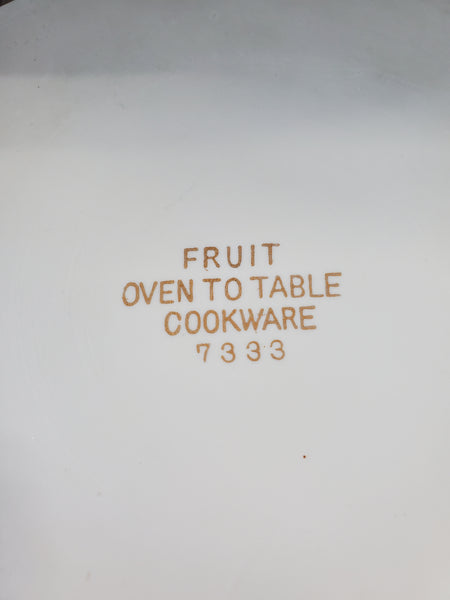 FRUIT
OVEN TO TABLE
COOKWARE
7333